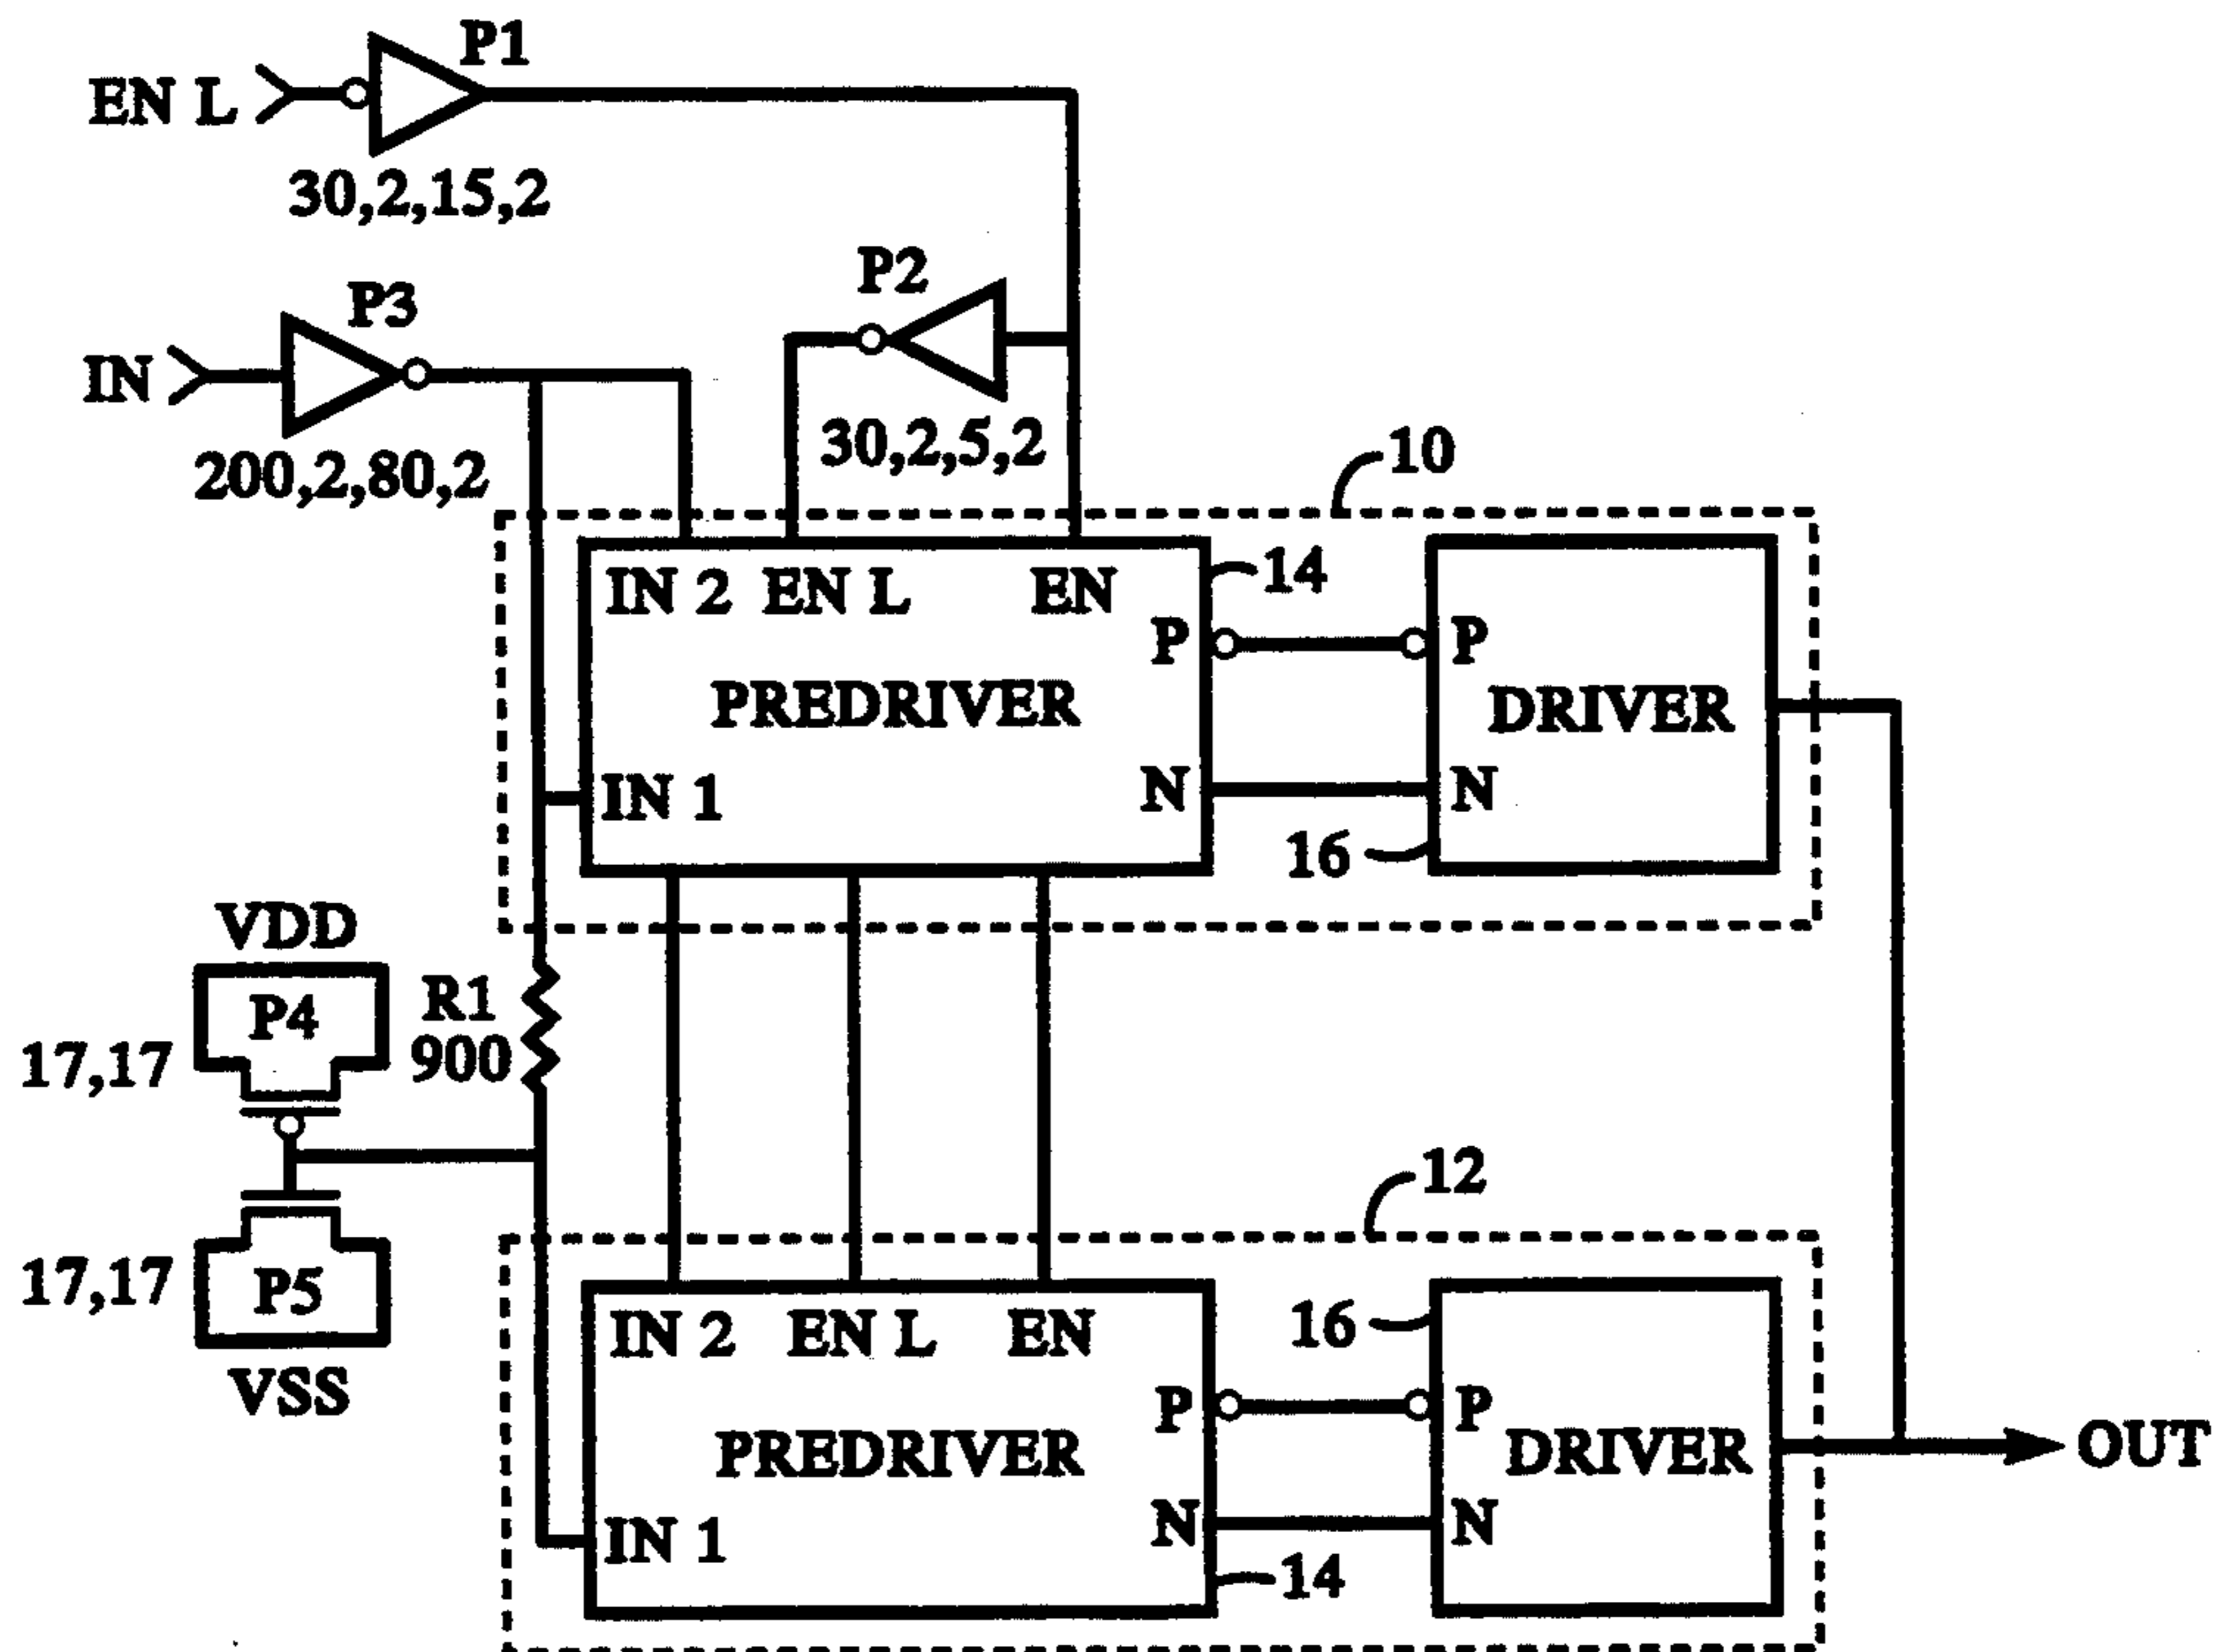 P1
EN L
30,2,15,2
P2
P3
IN
30,2,5,2
200,2,80,2
10
IN 2 EN L EN
14
P
P
PREDRIVER
DRIVER
IN 1
N
N
16
VDD
P4
R1
900
17,17
12
17,17
P5
VSS
IN 2 EN L EN
16
P
P
PREDRIVER
DRIVER
OUT
IN 1
N
N
14